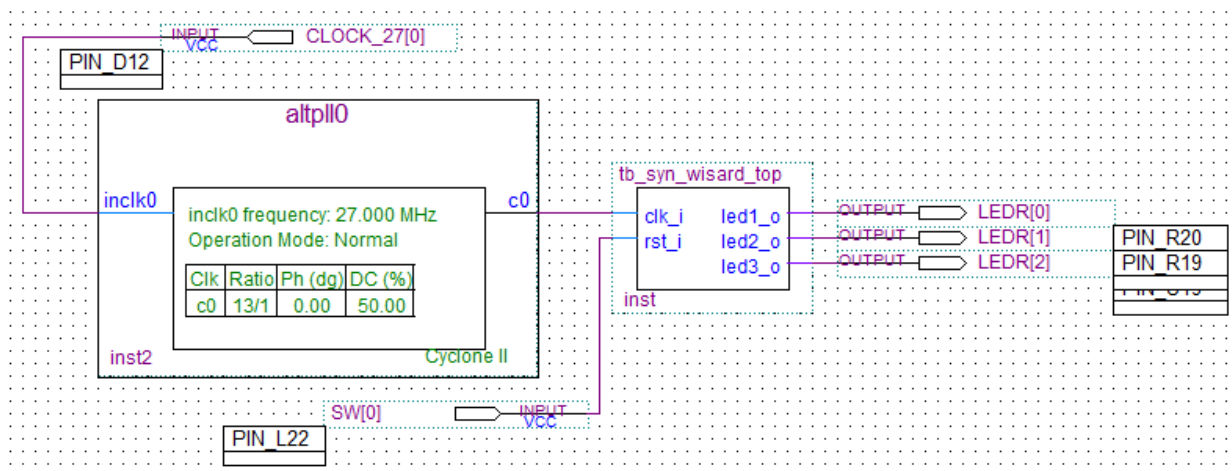 INPUT
VCC
CLOCK_27[0]
PIN_D12
altpll0
inclk0
c0
inclk0 frequency: 27.000 MHz
Operation Mode: Normal
Clk Ratio Ph (dg) DC (%)
c0 13/1 0.00 50.00
inst2
Cyclone II
tb_syn_wisard_top
clk_i led1_o
rst_i led2_o
led3_o
inst
OUTPUT LEDR[0]
OUTPUT LEDR[1]
OUTPUT LEDR[2]
PIN_R20
PIN_R19
SW[0]
INPUT
VCC
PIN_L22